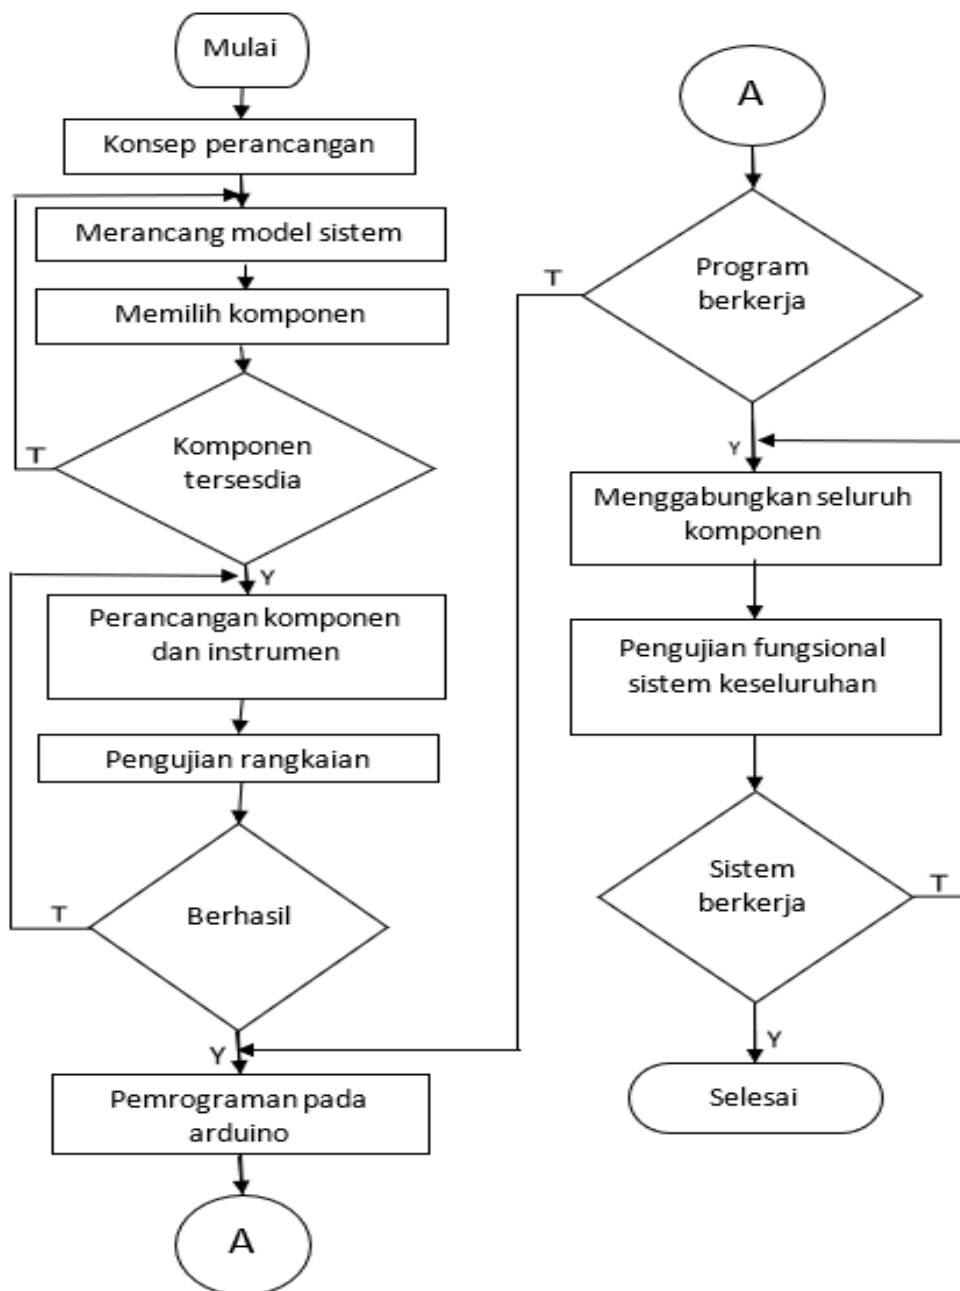 Mulai
Konsep perancangan
Merancang model sistem
Memilih komponen
Komponen
tersesdia
T
Y
Perancangan komponen
dan instrumen
Pengujian rangkaian
Berhasil
T
Y
Pemrograman pada
arduino
A
A
Program
berkerja
T
Y
Menggabungkan seluruh
komponen
Pengujian fungsional
sistem keseluruhan
Sistem
berkerja
T
Y
Selesai